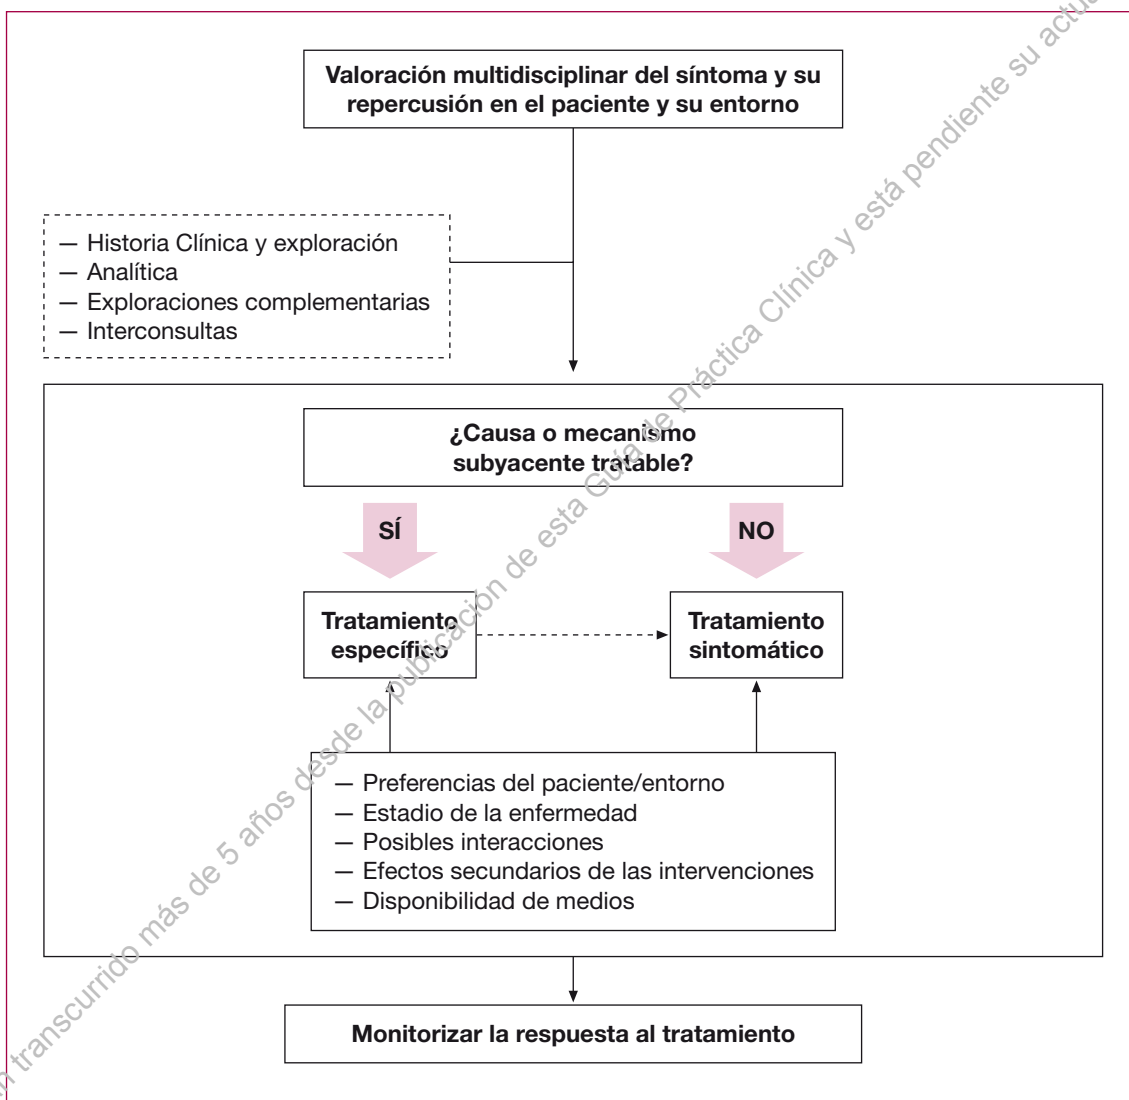 Valoración multidisciplinar del síntoma y su
repercusión en el paciente y su entorno
— Historia Clínica y exploración
— Analítica
— Exploraciones complementarias
— Interconsultas
¿Causa o mecanismo
subyacente tratable?
SÍ
NO
Tratamiento
específico
Tratamiento
sintomático
— Preferencias del paciente/entorno
— Estadio de la enfermedad
— Posibles interacciones
— Efectos secundarios de las intervenciones
— Disponibilidad de medios
Monitorizar la respuesta al tratamiento
transcurrido más de 5 años desde la publicación de esta Guía de Práctica Clínica y está pendiente su